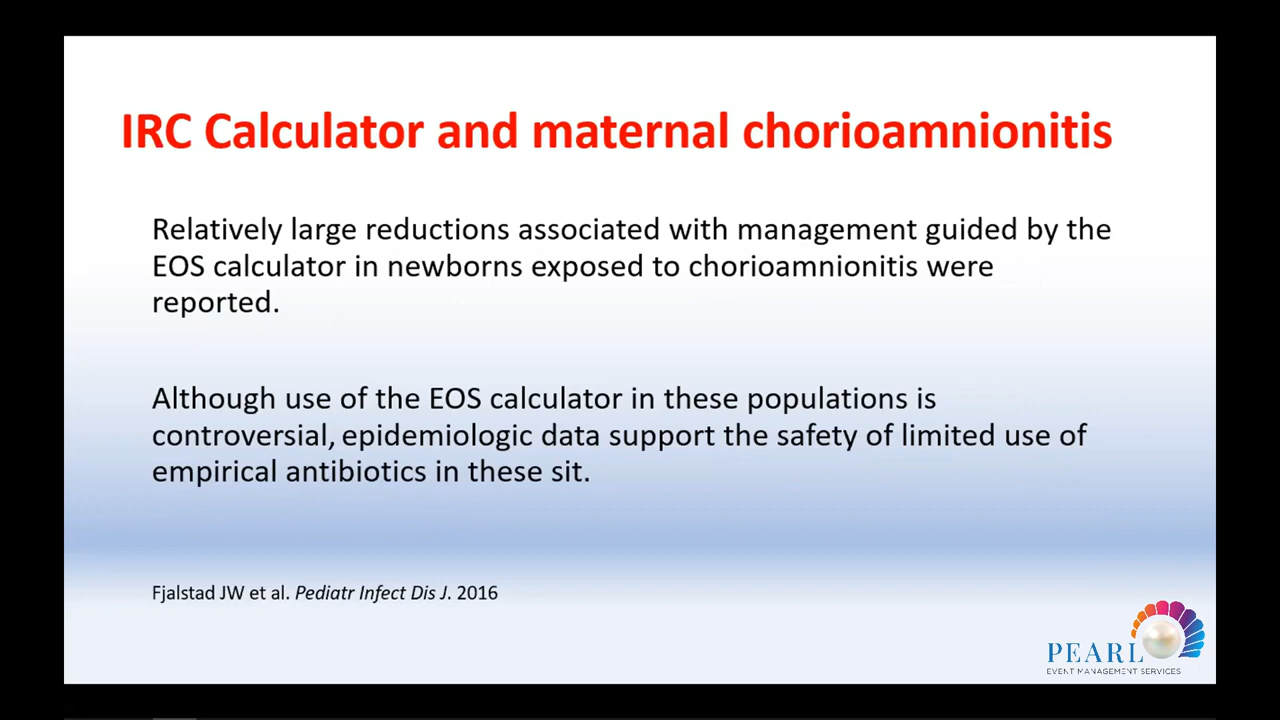 IRC Calculator and maternal chorioamnionitis
Relatively large reductions associated with management guided by the
EOS calculator in newborns exposed to chorioamnionitis were
reported.
Although use of the EOS calculator in these populations is
controversial, epidemiologic data support the safety of limited use of
empirical antibiotics in these sit.
Fjalstad JW et al. Pediatr Infect Dis J. 2016
PEARL
EVENT MANAGEMENT SERVICES